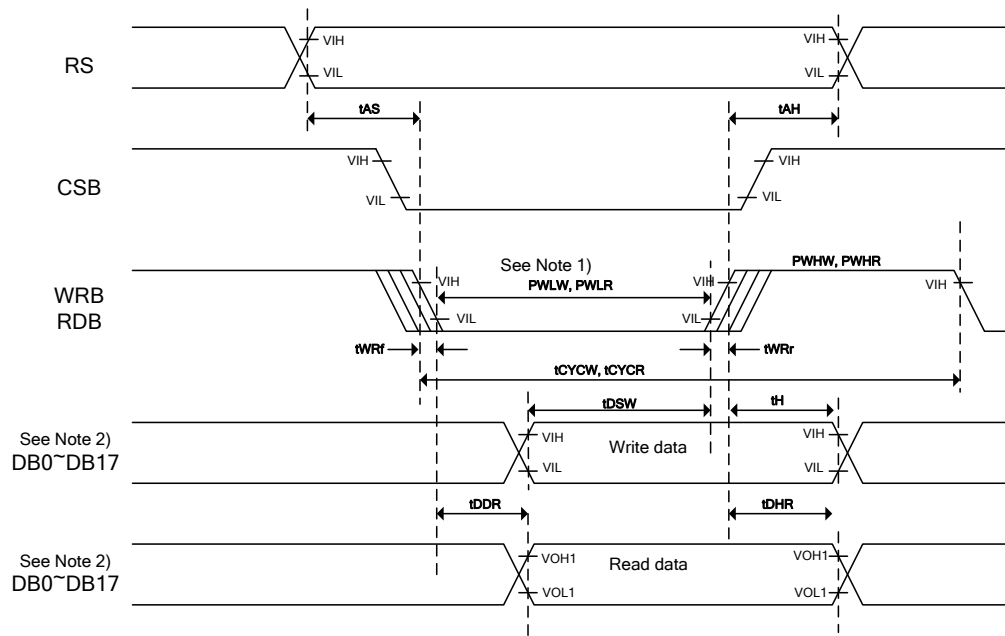 RS
VIH
VIH
VIL
VIL
tAS
tAH
CSB
VIH
VIH
VIL
VIL
WRB
RDB
See Note 1)
PWLW, PWLR
PWHW, PWHR
VIH
VIH
VIH
VIL
VIL
tWRf
tWRr
tCYCW, tCYCR
tDSW
tH
See Note 2)
DB0~DB17
VIH
Write data
VIH
VIL
VIL
tDDR
tDHR
See Note 2)
DB0~DB17
VOH1
Read data
VOH1
VOL1
VOL1